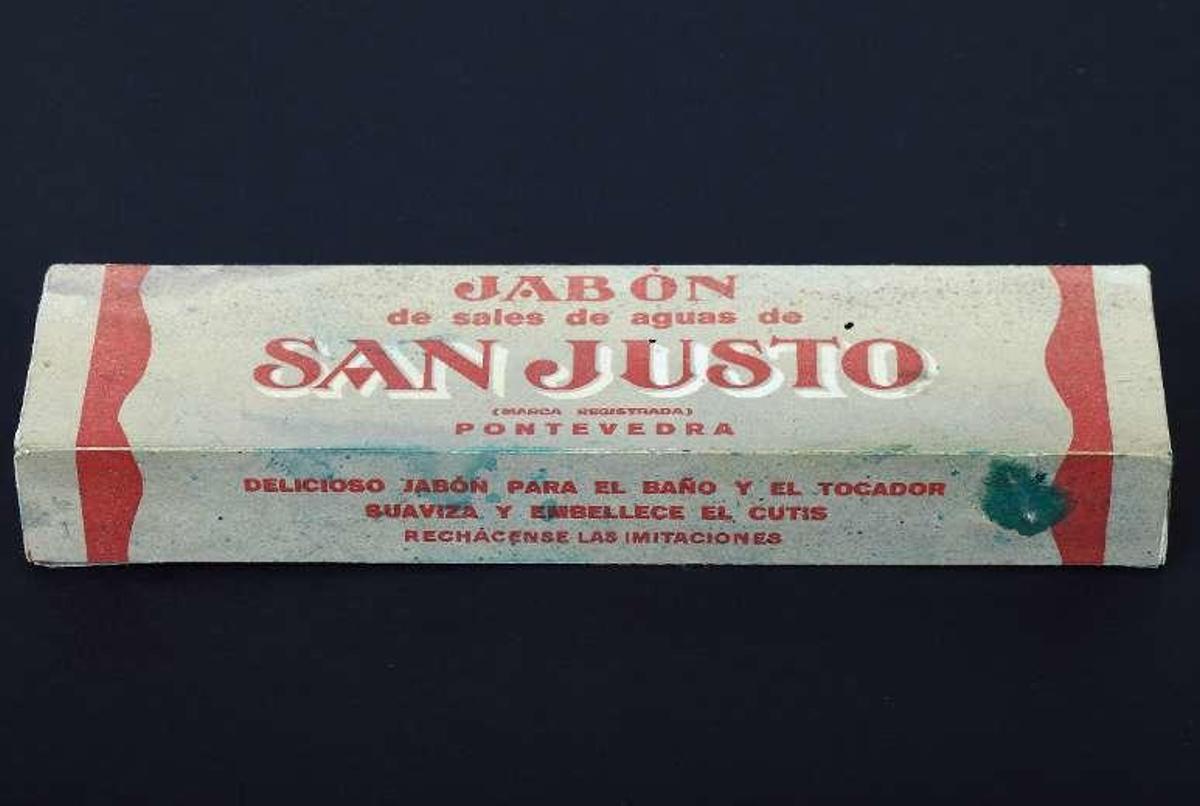 JABÓN
de sales de aguas de
SAN JUSTO
(MARCA REGISTRADA)
PONTEVEDRA
DELICIOSO JABÓN PARA EL BAÑO Y EL TOCADOR
SUAVIZA Y EMBELLECE EL CUTIS
RECHÁCENSE LAS IMITACIONES